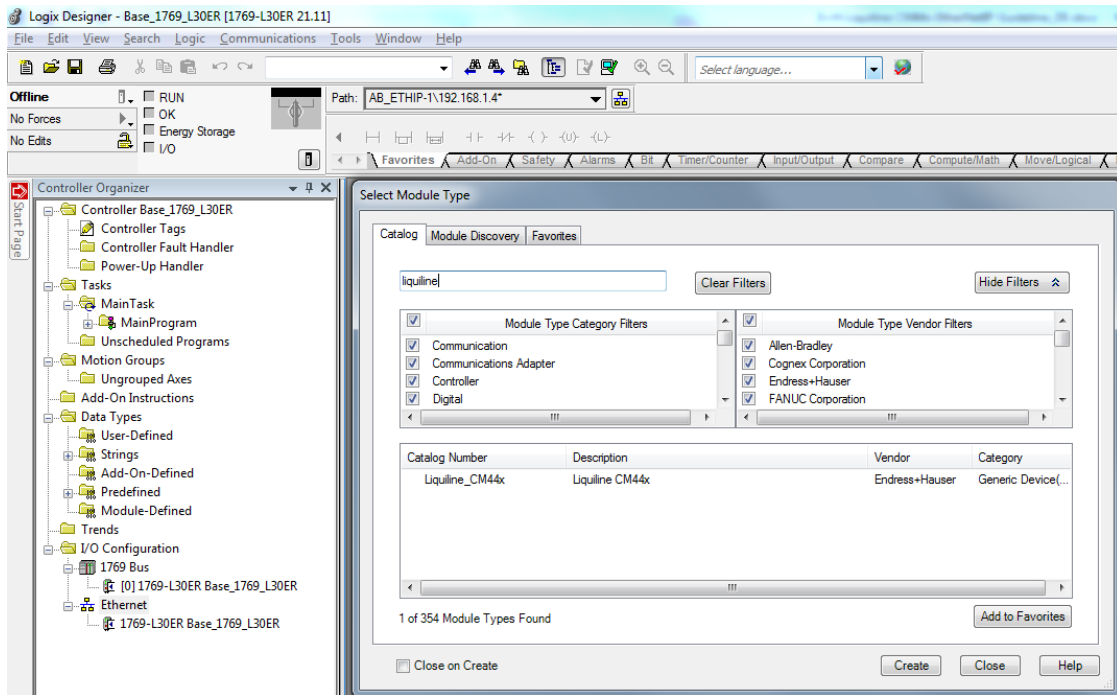 Logix Designer - Base_1769_L30ER [1769-L30ER 21.11]
File Edit View Search Logic Communications Tools Window Help
Select language...
Offline
RUN
No Forces
OK
Energy Storage
No Edits
I/O
Path: AB_ETHIP-1\192.168.1.4*
Favorites Add-On Safety Alarms Bit Timer/Counter Input/Output Compare Compute/Math Move/Logical
Start Page
Controller Organizer
Controller Base_1769_L30ER
Controller Tags
Controller Fault Handler
Power-Up Handler
Tasks
MainTask
MainProgram
Unscheduled Programs
Motion Groups
Ungrouped Axes
Add-On Instructions
Data Types
User-Defined
Strings
Add-On-Defined
Predefined
Module-Defined
Trends
I/O Configuration
1769 Bus
[0] 1769-L30ER Base_1769_L30ER
Ethernet
1769-L30ER Base_1769_L30ER
Select Module Type
Catalog Module Discovery Favorites
liquiline Clear Filters Hide Filters
Module Type Category Filters
Communication
Communications Adapter
Controller
Digital
Module Type Vendor Filters
Allen-Bradley
Cognex Corporation
Endress+Hauser
FANUC Corporation
Catalog Number Description Vendor Category
Liquiline_CM44x Liquiline CM44x Endress+Hauser Generic Device(...
1 of 354 Module Types Found
Add to Favorites
Close on Create
Create Close Help